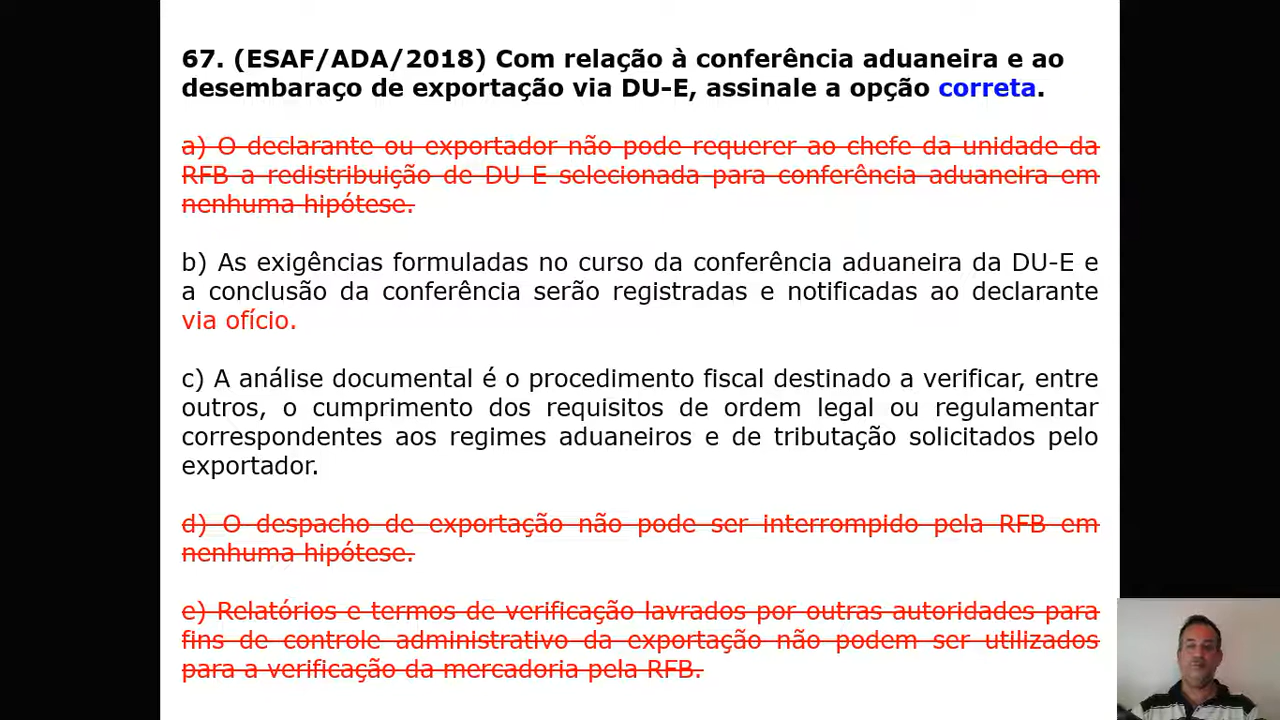 67. (ESAF/ADA/2018) Com relação à conferência aduaneira e ao
desembaraço de exportação via DU-E, assinale a opção correta.
a) O declarante ou exportador não pode requerer ao chefe da unidade da
RFB a redistribuição de DU E selecionada para conferência aduaneira em
nenhuma hipótese.
b) As exigências formuladas no curso da conferência aduaneira da DU-E e
a conclusão da conferência serão registradas e notificadas ao declarante
via ofício.
c) A análise documental é o procedimento fiscal destinado a verificar, entre
outros, o cumprimento dos requisitos de ordem legal ou regulamentar
correspondentes aos regimes aduaneiros e de tributação solicitados pelo
exportador.
d) O despacho de exportação não pode ser interrompido pela RFB em
nenhuma hipótese.
e) Relatórios e termos de verificação lavrados por outras autoridades para
fins de controle administrativo da exportação não podem ser utilizados
para a verificação da mercadoria pela RFB.